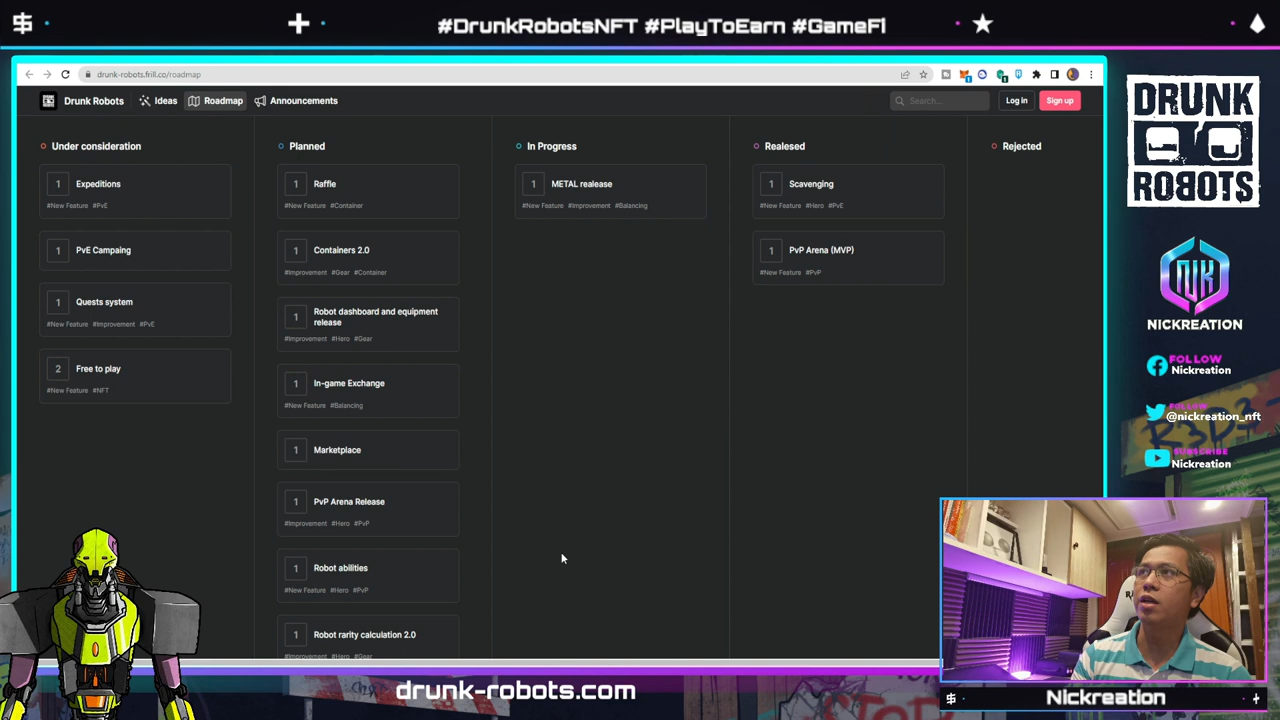 #DrunkRobotsNFT #PlayToEarn #GameFi
drunk-robots.frill.co/roadmap
Drunk Robots
Ideas
Roadmap
Announcements
Search...
Log in
Sign up
Under consideration
1
Expeditions
#New Feature #PvE
1
PvE Campaing
1
Quests system
#New Feature #Improvement #PvE
2
Free to play
#New Feature #NFT
Planned
1
Raffle
#New Feature #Container
1
Containers 2.0
#Improvement #Gear #Container
1
Robot dashboard and equipment
release
#Improvement #Hero #Gear
1
In-game Exchange
#New Feature #Balancing
1
Marketplace
1
PvP Arena Release
#Improvement #Hero #PvP
1
Robot abilities
#New Feature #Hero #PvP
1
Robot rarity calculation 2.0
#Improvement #Hero #Gear
In Progress
1
METAL realease
#New Feature #Improvement #Balancing
Realesed
1
Scavenging
#New Feature #Hero #PvE
1
PvP Arena (MVP)
#New Feature #PvP
Rejected
DRUNK
ROBOTS
NK
NICKREATION
FOLLOW
Nickreation
FOLLOW
@nickreation_nft
SUBSCRIBE
Nickreation
drunk-robots.com
Nickreation